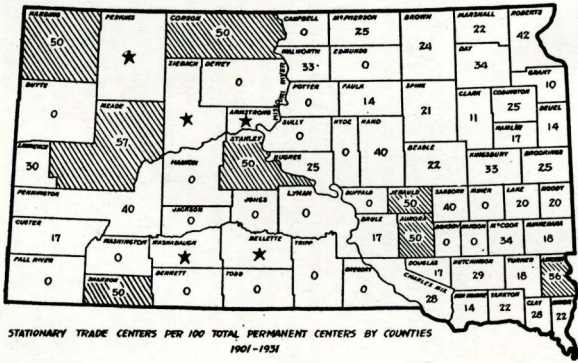 HARDING
50
PERKINS
CORSON
50
CAMPBELL
0
McPHERSON
25
BROWN
24
MARSHALL
22
ROBERTS
42
WALWORTH
33
EDMUNDS
0
DAY
34
GRANT
10
BUTTE
0
ZIEBACH
DEWEY
0
MISSOURI RIVER
POTTER
0
FAULK
14
SPINK
21
CLARK
11
CODINGTON
25
HAMLIN
17
DEUEL
14
MEADE
57
ARMSTRONG
SULLY
0
HYDE
0
HAND
40
BEADLE
22
KINGSBURY
33
BROOKINGS
25
LAWRENCE
30
HAAKON
0
STANLEY
50
HUGHES
25
PENNINGTON
40
JACKSON
0
JONES
0
LYMAN
0
BUFFALO
0
JERAULD
50
SANBORN
40
MINER
0
LAKE
20
MOODY
20
CUSTER
17
BRULE
17
AURORA
50
0
0
McCOOK
34
MINNEHAHA
18
WASHINGTON
0
WASHABAUGH
MELLETTE
TRIPP
0
FALL RIVER
0
SHANNON
50
BENNETT
0
TODD
0
GREGORY
0
CHARLES MIX
28
DOUGLAS
17
HUTCHINSON
29
TURNER
18
LINCOLN
56
BON HOMME
14
YANKTON
22
CLAY
28
UNION
22
STATIONARY TRADE CENTERS PER 100 TOTAL PERMANENT CENTERS BY COUNTIES
1901-1931